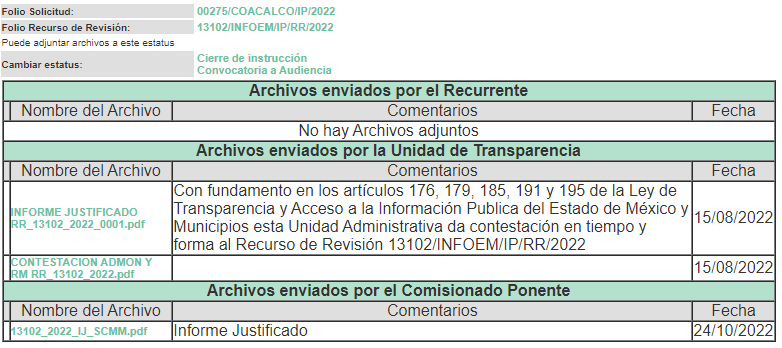 Folio Solicitud: 00275/COACALCO/IP/2022
Folio Recurso de Revisión: 13102/INFOEM/IP/RR/2022
Puede adjuntar archivos a este estatus
Cambiar estatus: Cierre de instrucción
Convocatoria a Audiencia
Archivos enviados por el Recurrente
Nombre del Archivo Comentarios Fecha
No hay Archivos adjuntos
Archivos enviados por la Unidad de Transparencia
Nombre del Archivo Comentarios Fecha
INFORME JUSTIFICADO
RR_13102_2022_0001.pdf
Con fundamento en los artículos 176, 179, 185, 191 y 195 de la Ley de
Transparencia y Acceso a la Información Publica del Estado de México y
Municipios esta Unidad Administrativa da contestación en tiempo y
forma al Recurso de Revisión 13102/INFOEM/IP/RR/2022
15/08/2022
CONTESTACION ADMON Y
RM RR_13102_2022.pdf
15/08/2022
Archivos enviados por el Comisionado Ponente
Nombre del Archivo Comentarios Fecha
13102_2022_IJ_SCMM.pdf Informe Justificado 24/10/2022